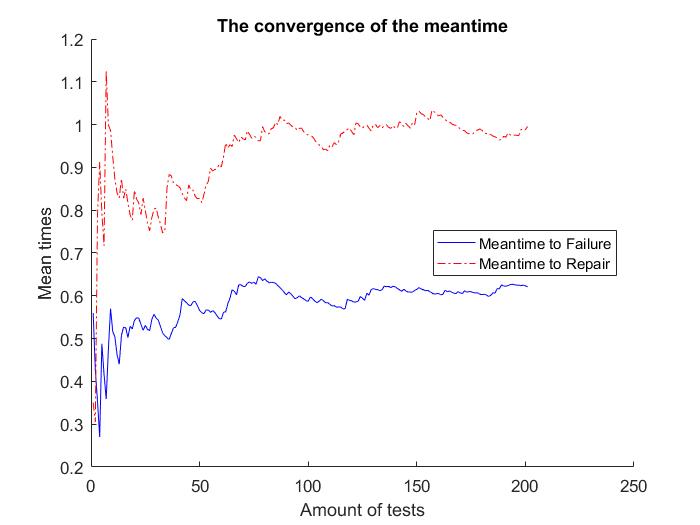 The convergence of the meantime
1.2
1.1
1
0.9
0.8
0.7
0.6
0.5
0.4
0.3
0.2
Mean times
Meantime to Failure
Meantime to Repair
0 50 100 150 200 250
Amount of tests